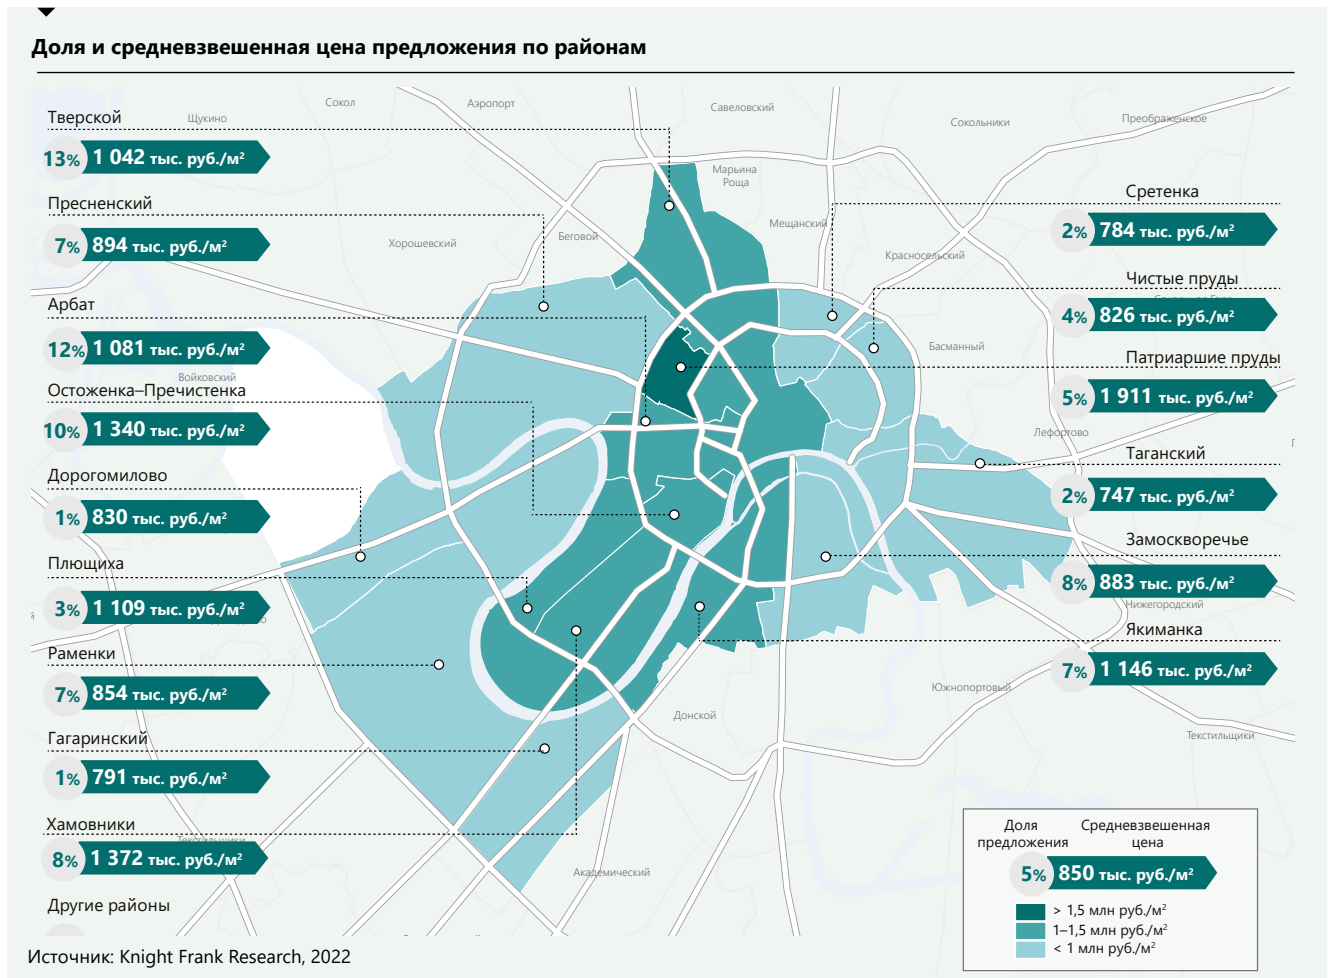 Доля и средневзвешенная цена предложения по районам
Тверской
13% 1 042 тыс. руб./м²
Пресненский
7% 894 тыс. руб./м²
Арбат
12% 1 081 тыс. руб./м²
Остоженка–Пречистенка
10% 1 340 тыс. руб./м²
Дорогомилово
1% 830 тыс. руб./м²
Плющиха
3% 1 109 тыс. руб./м²
Раменки
7% 854 тыс. руб./м²
Гагаринский
1% 791 тыс. руб./м²
Хамовники
8% 1 372 тыс. руб./м²
Другие районы
Сретенка
2% 784 тыс. руб./м²
Чистые пруды
4% 826 тыс. руб./м²
Патриаршие пруды
5% 1 911 тыс. руб./м²
Таганский
2% 747 тыс. руб./м²
Замоскворечье
8% 883 тыс. руб./м²
Якиманка
7% 1 146 тыс. руб./м²
Щукино
Сокол
Аэропорт
Савеловский
Сокольники
Преображенское
Марьина
Роща
Мещанский
Хорошевский
Беговой
Красносельский
Басманный
Войковский
Лефортово
Нижегородский
Южнопортовый
Донской
Текстильщики
Текстильщики
Академический
Доля
предложения
Средневзвешенная
цена
5% 850 тыс. руб./м²
> 1,5 млн руб./м²
1–1,5 млн руб./м²
< 1 млн руб./м²
Источник: Knight Frank Research, 2022